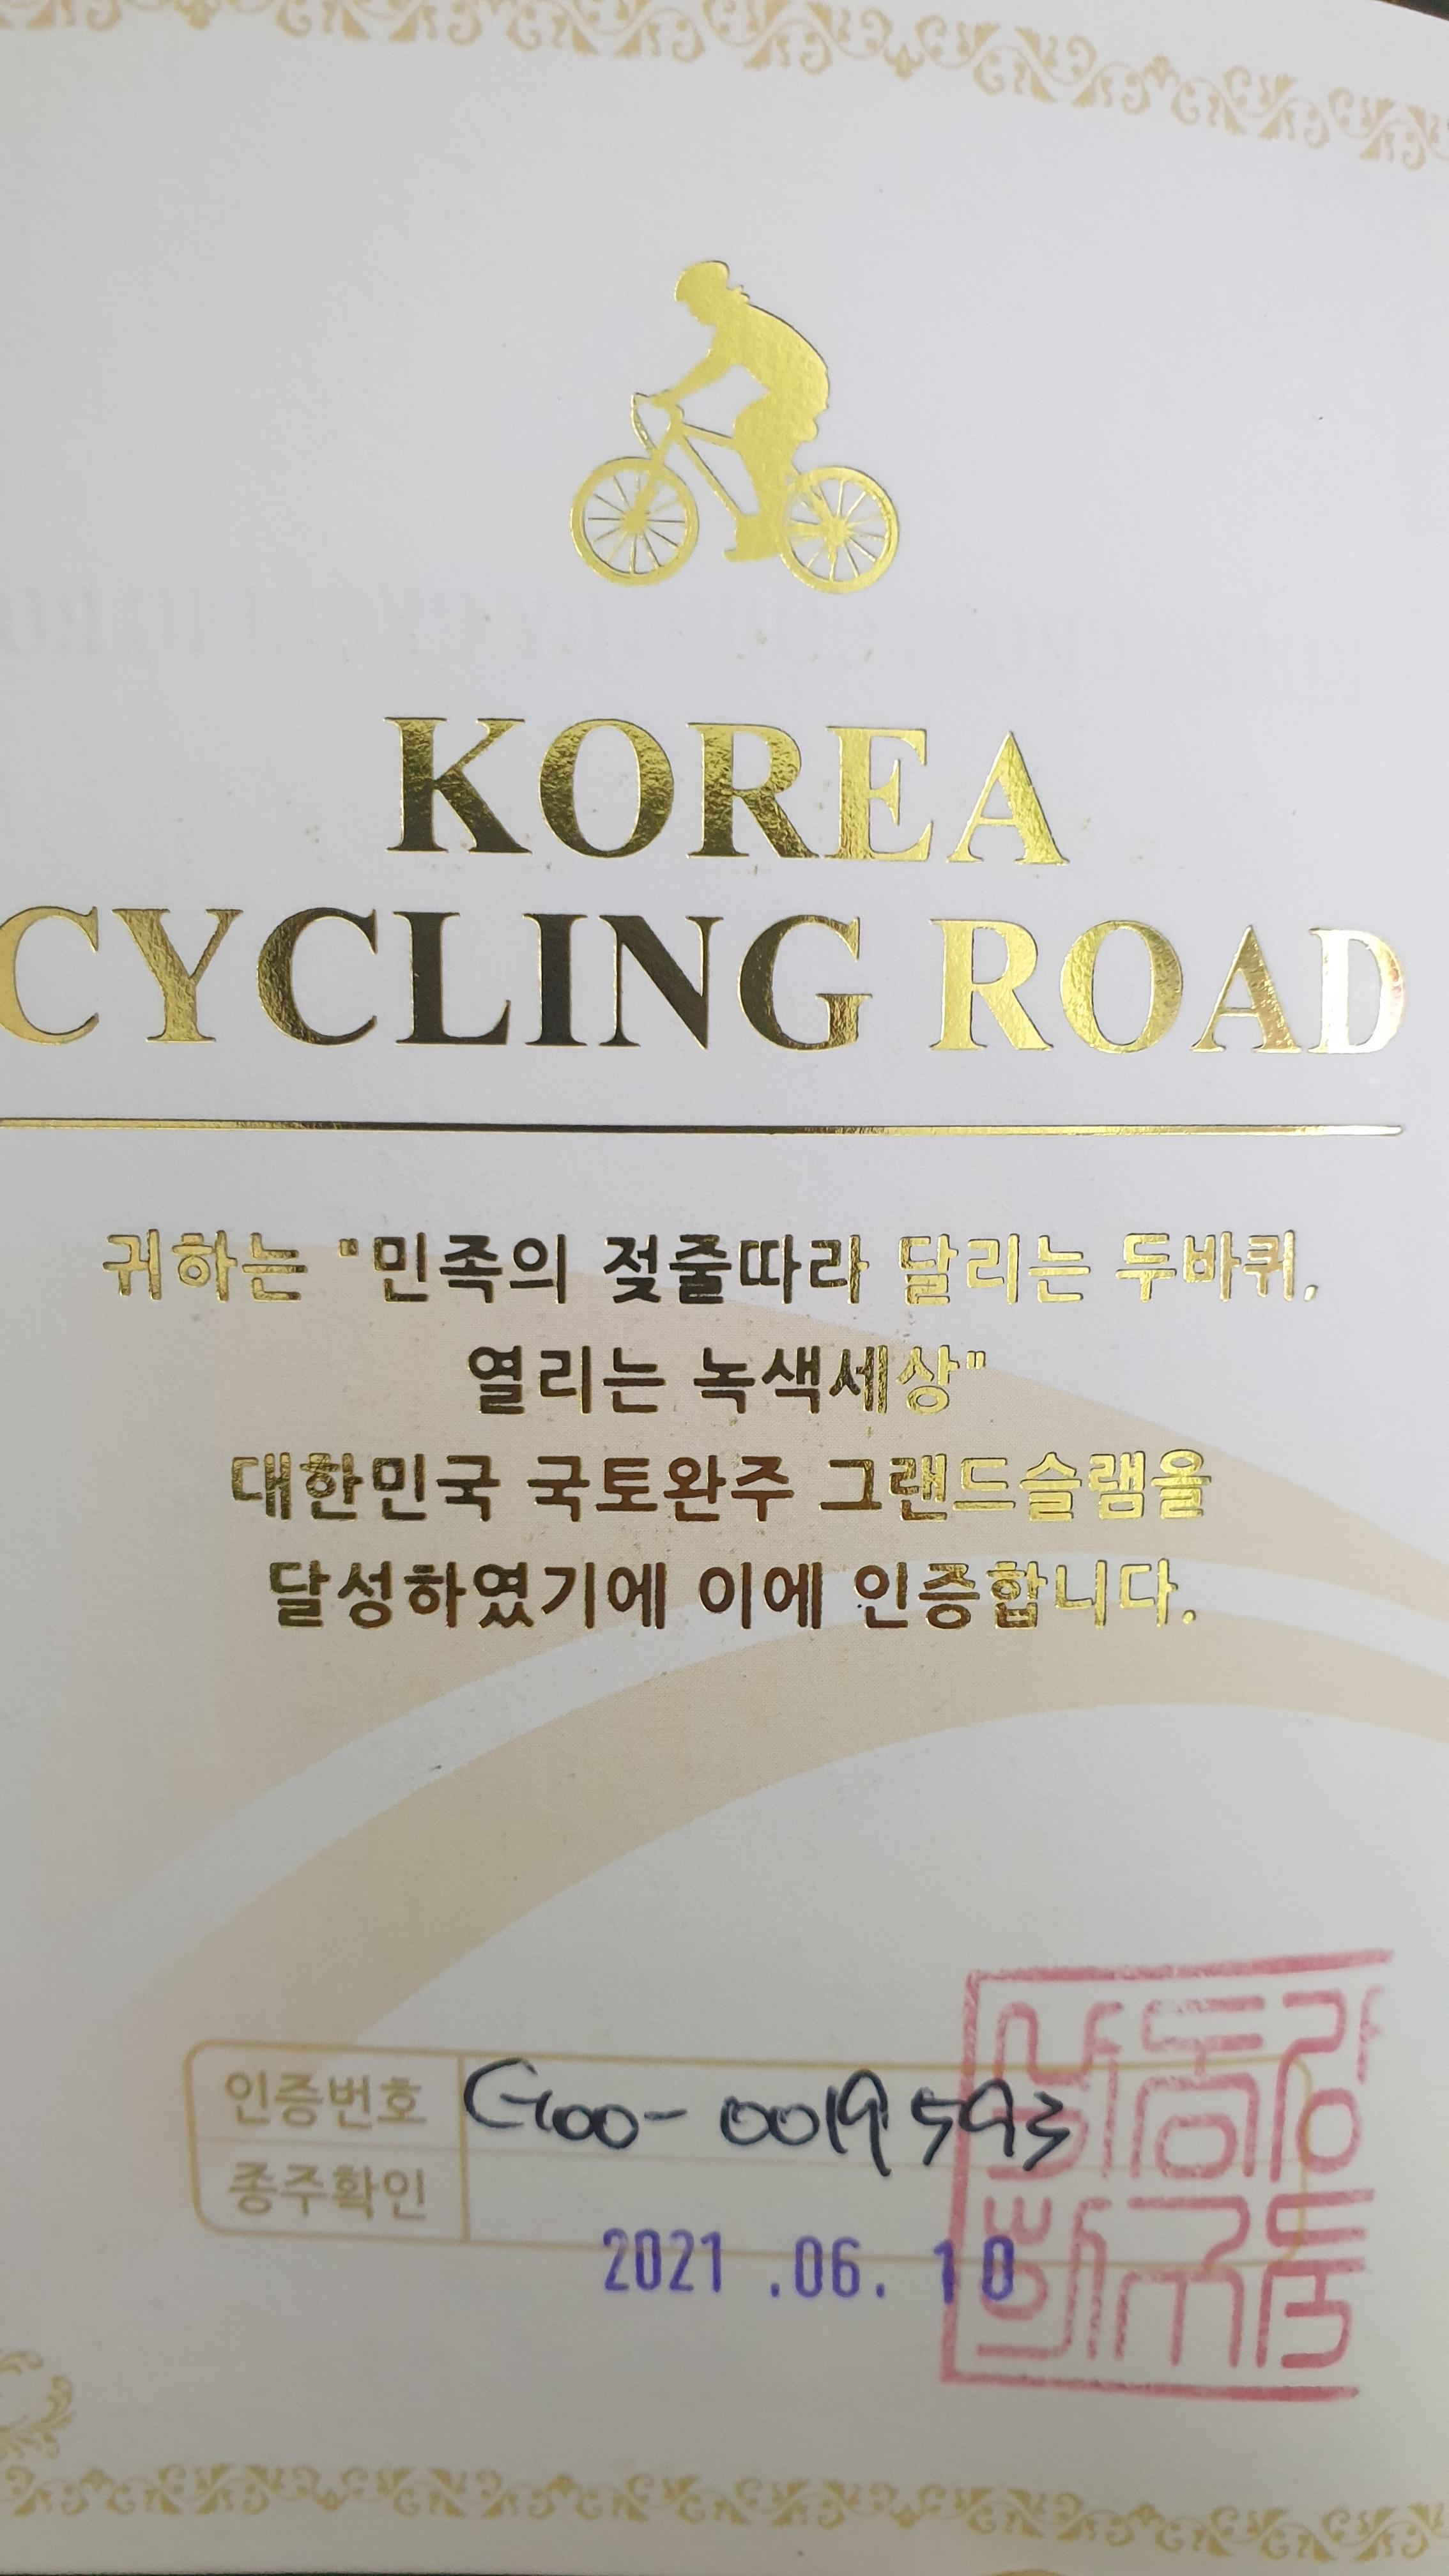 KOREA
CYCLING ROAD
귀하는 "민족의 젖줄따라 달리는 두바퀴,
열리는 녹색세상"
대한민국 국토완주 그랜드슬램을
달성하였기에 이에 인증합니다.
인증번호 G100-0019593
종주확인
2021 .06. 10